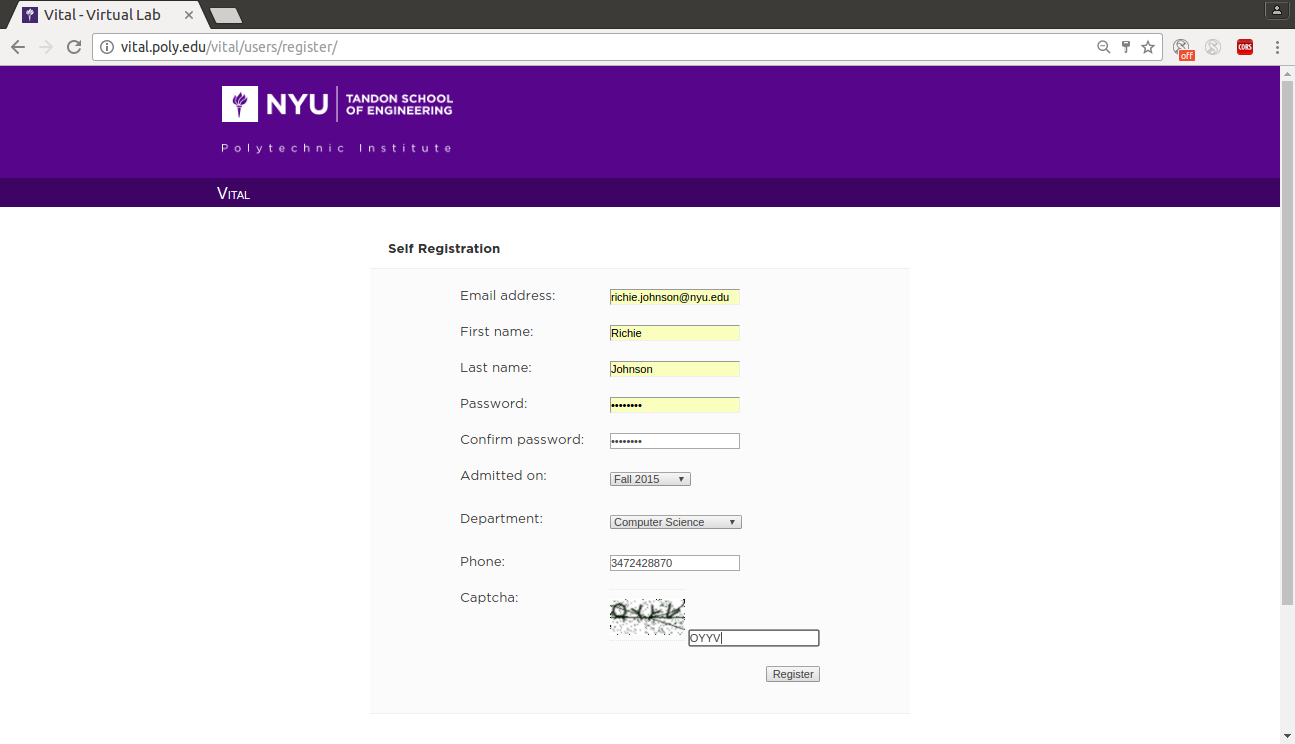 Vital - Virtual Lab
vital.poly.edu/vital/users/register/
off
CORS
NYU
TANDON SCHOOL
OF ENGINEERING
Polytechnic Institute
VITAL
Self Registration
Email address: richie.johnson@nyu.edu
First name: Richie
Last name: Johnson
Password: ••••••••
Confirm password: ••••••••
Admitted on: Fall 2015
Department: Computer Science
Phone: 3472428870
Captcha:
OYYV
Register